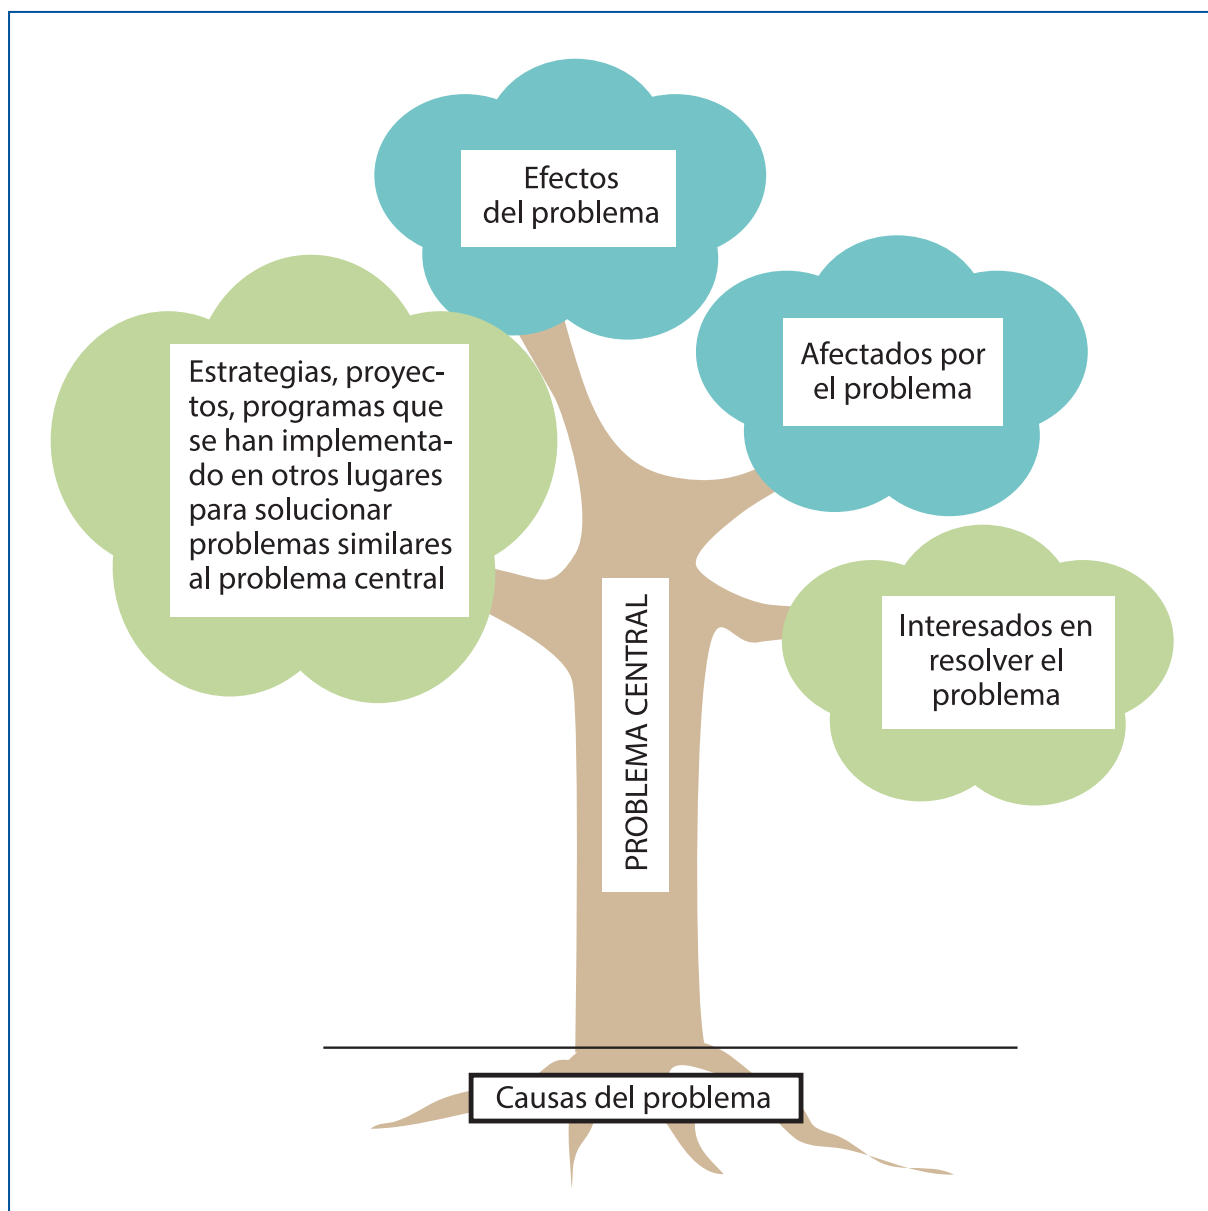 Efectos
del problema
Afectados por
el problema
Estrategias, proyec-
tos, programas que
se han implementa-
do en otros lugares
para solucionar
problemas similares
al problema central
Interesados en
resolver el
problema
PROBLEMA CENTRAL
Causas del problema